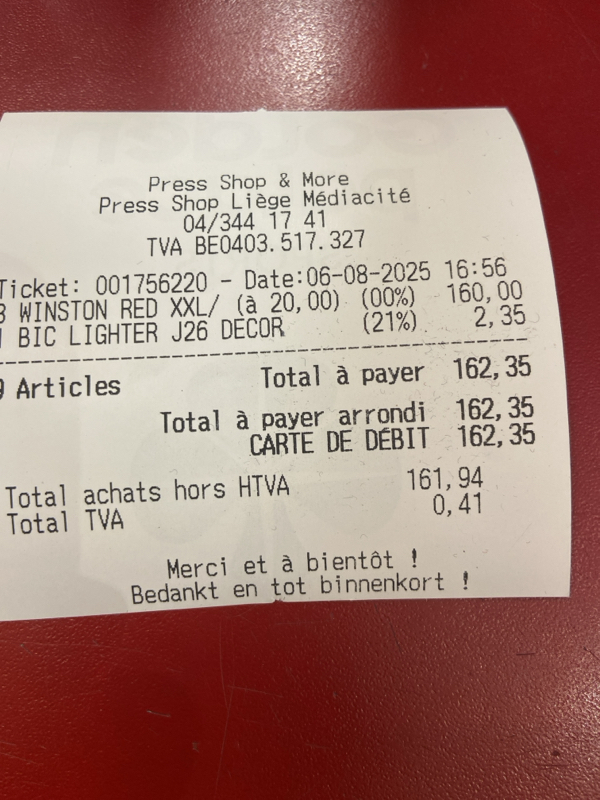 Press Shop & More
Press Shop Liège Médiacité
04/344 17 41
TVA BE0403.517.327
Ticket: 001756220 - Date:06-08-2025 16:56
8 WINSTON RED XXL/ (à 20,00) (00%) 160,00
1 BIC LIGHTER J26 DECOR (21%) 2,35
9 Articles Total à payer 162,35
Total à payer arrondi 162,35
CARTE DE DÉBIT 162,35
Total achats hors HTVA 161,94
Total TVA 0,41
Merci et à bientôt !
Bedankt en tot binnenkort !